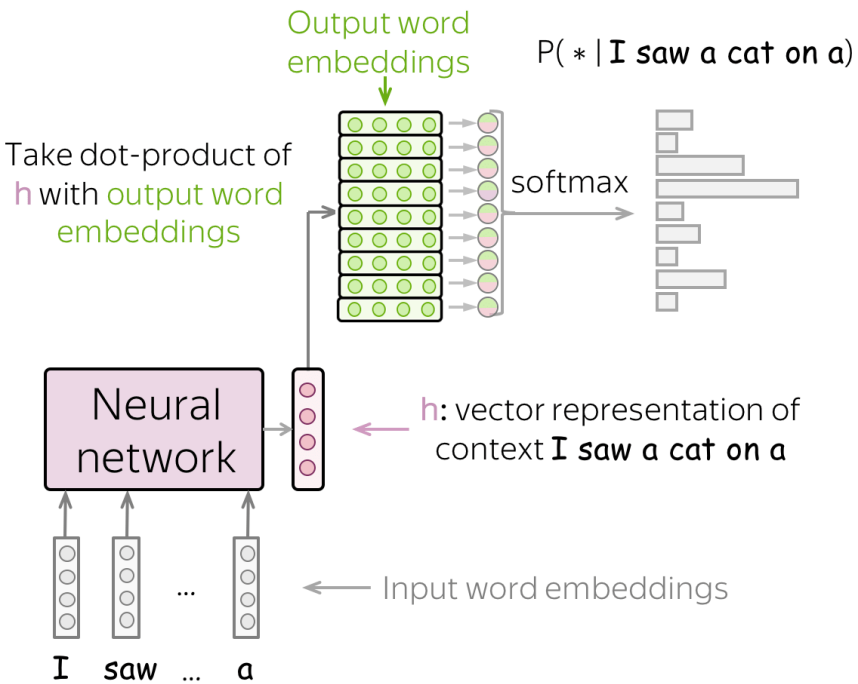 Output word
embeddings
P( * | I saw a cat on a)
Take dot-product of
h with output word
embeddings
softmax
Neural
network
h: vector representation of
context I saw a cat on a
...
Input word embeddings
I saw ... a